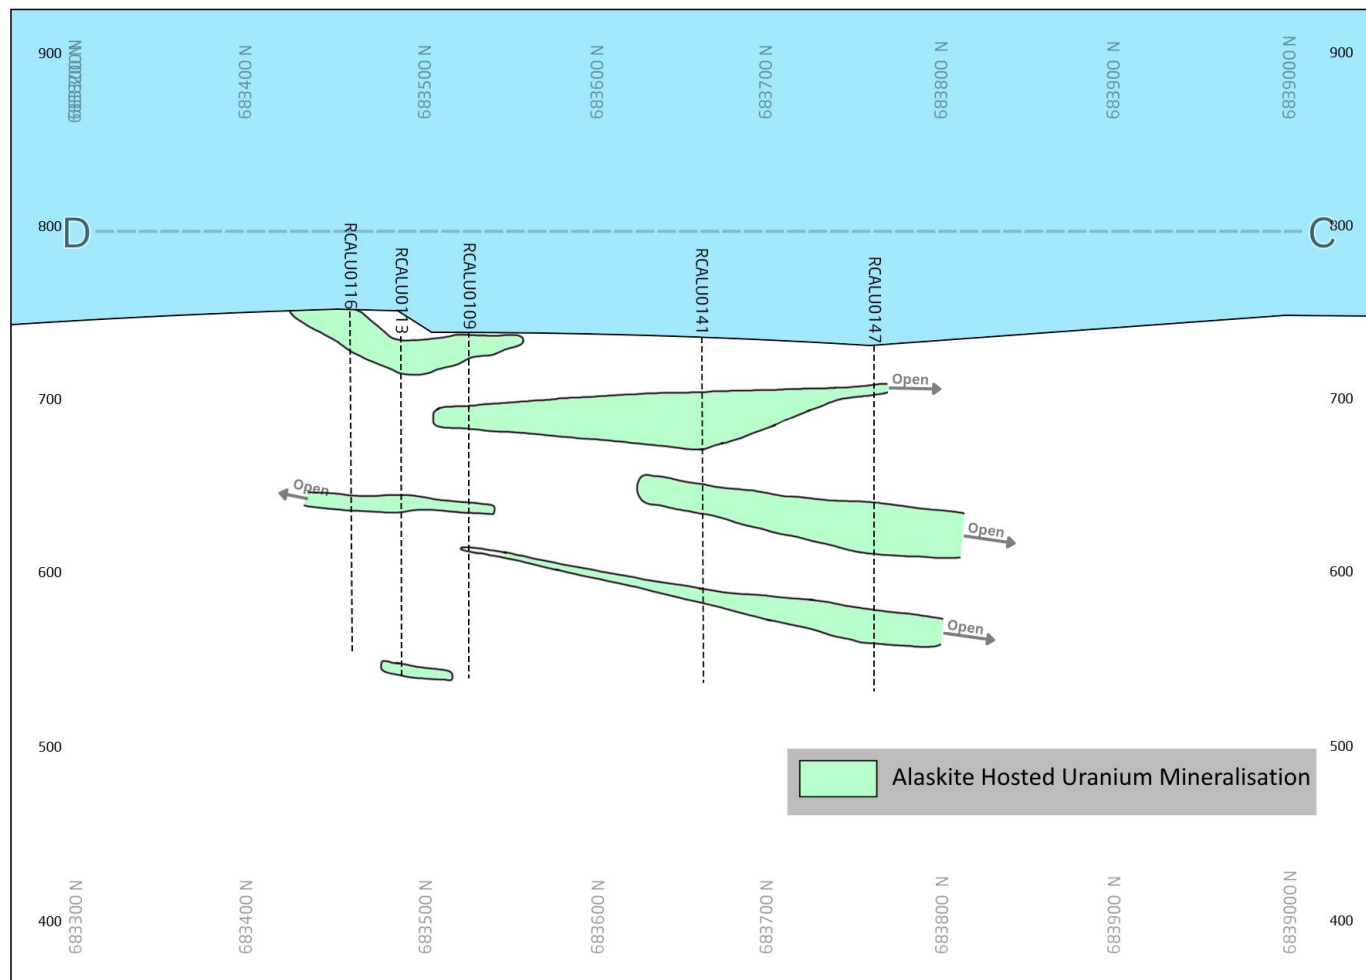 900
683400 N
683500 N
683600 N
683700 N
683800 N
683900 N
6839000 N
900
800
D
C
800
RCALU0116
RCALU0113
RCALU0109
RCALU0141
RCALU0147
700
Open
700
Open
Open
600
600
Open
500
500
Alaskite Hosted Uranium Mineralisation
400
683300 N
683400 N
683500 N
683600 N
683700 N
683800 N
683900 N
6839000 N
400